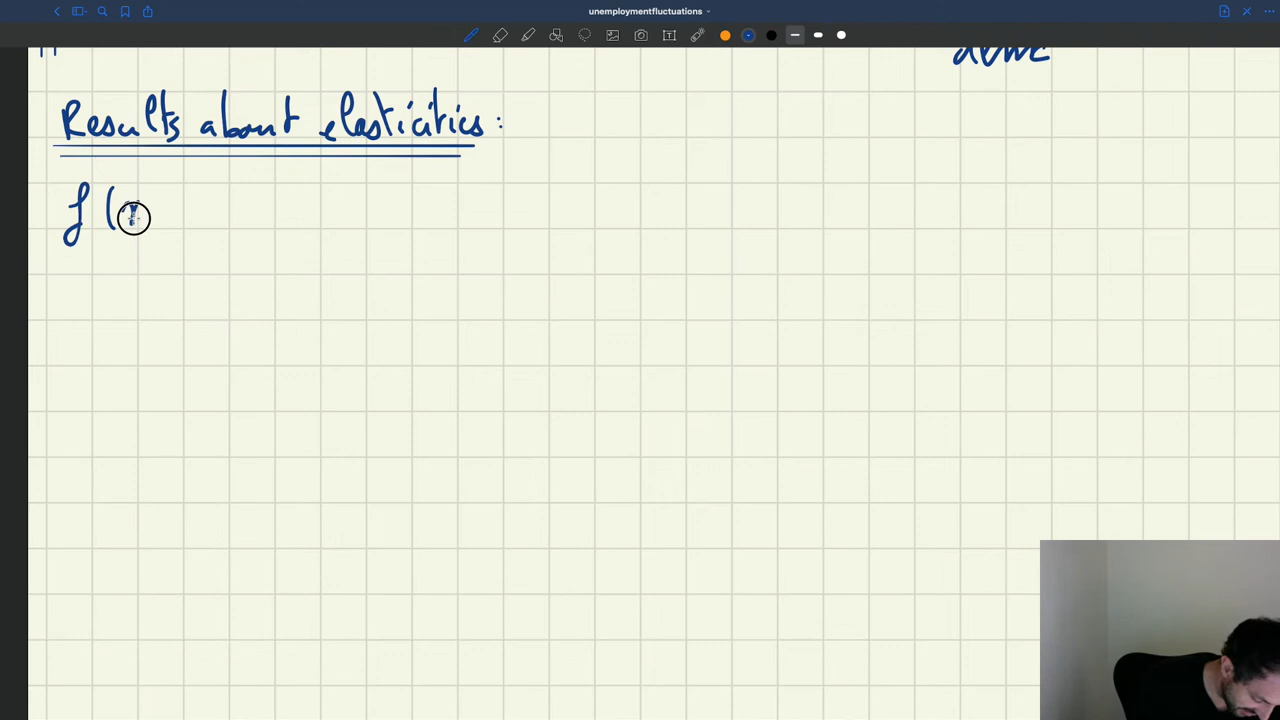 unemploymentfluctuations
Results about elasticities:
f (